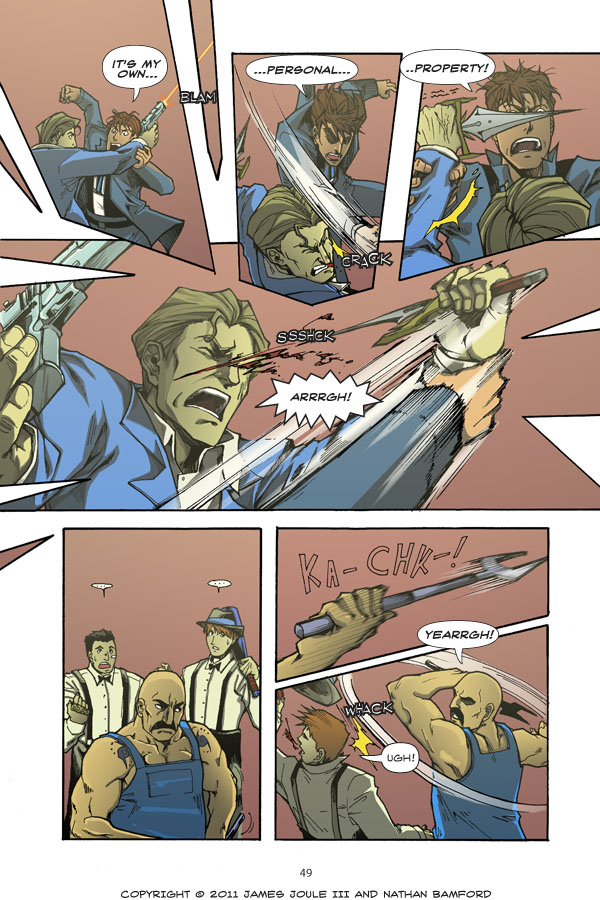 IT'S MY
OWN...
BLAM
...PERSONAL...
CRACK
..PROPERTY!
SSSHCK
ARRRGH!
...
...
KA-CHK-!
YEARRGH!
WHACK
UGH!
49
COPYRIGHT © 2011 JAMES JOULE III AND NATHAN BAMFORD